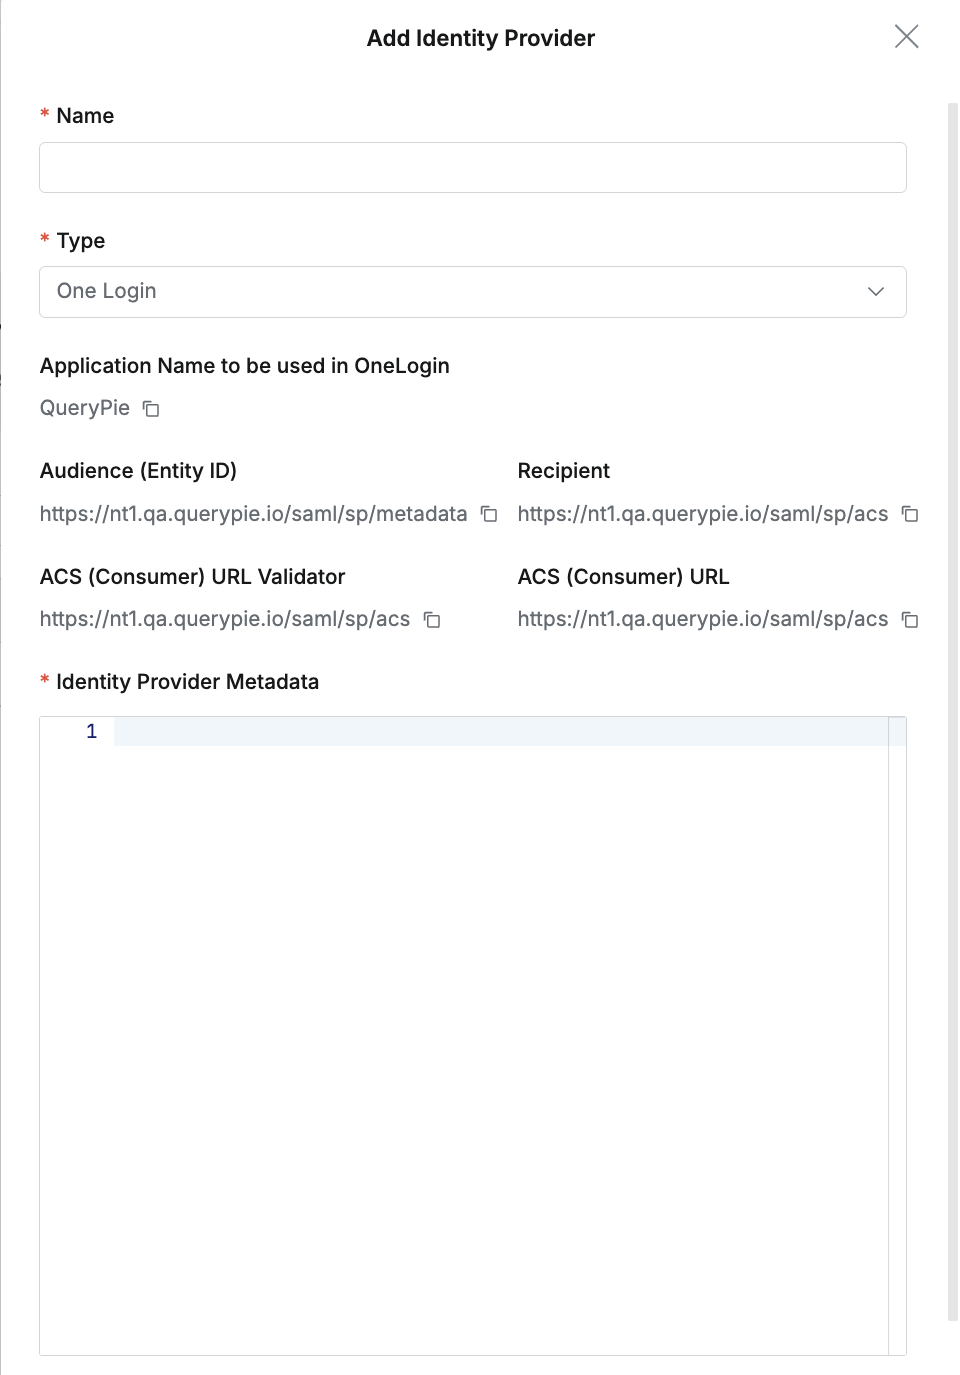 Add Identity Provider
* Name
* Type
One Login
Application Name to be used in OneLogin
QueryPie
Audience (Entity ID)
https://nt1.qa.querypie.io/saml/sp/metadata
Recipient
https://nt1.qa.querypie.io/saml/sp/acs
ACS (Consumer) URL Validator
https://nt1.qa.querypie.io/saml/sp/acs
ACS (Consumer) URL
https://nt1.qa.querypie.io/saml/sp/acs
* Identity Provider Metadata
1